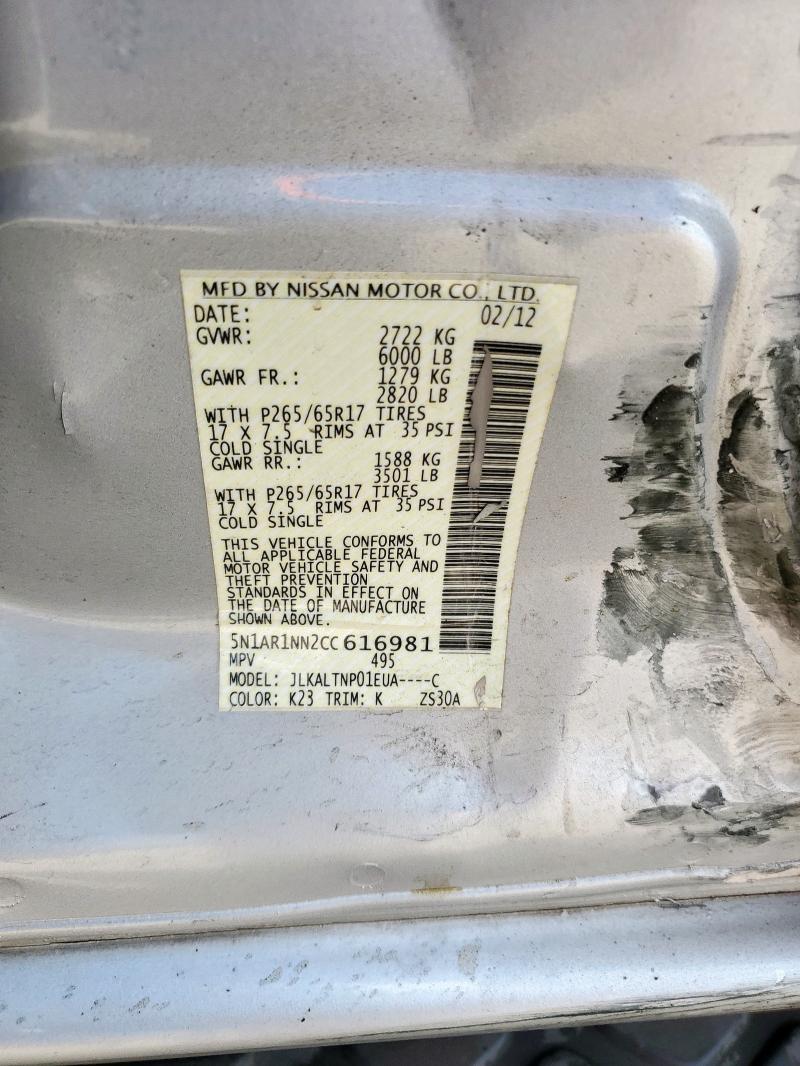 MFD BY NISSAN MOTOR CO., LTD.
DATE: 02/12
GVWR: 2722 KG
6000 LB
GAWR FR.: 1279 KG
2820 LB
WITH P265/65R17 TIRES
17 X 7.5 RIMS AT 35 PSI
COLD SINGLE
GAWR RR.: 1588 KG
3501 LB
WITH P265/65R17 TIRES
17 X 7.5 RIMS AT 35 PSI
COLD SINGLE
THIS VEHICLE CONFORMS TO
ALL APPLICABLE FEDERAL
MOTOR VEHICLE SAFETY AND
THEFT PREVENTION
STANDARDS IN EFFECT ON
THE DATE OF MANUFACTURE
SHOWN ABOVE.
5N1AR1NN2CC616981
MPV 495
MODEL: JLKALTNP01EUA----C
COLOR: K23 TRIM: K ZS30A